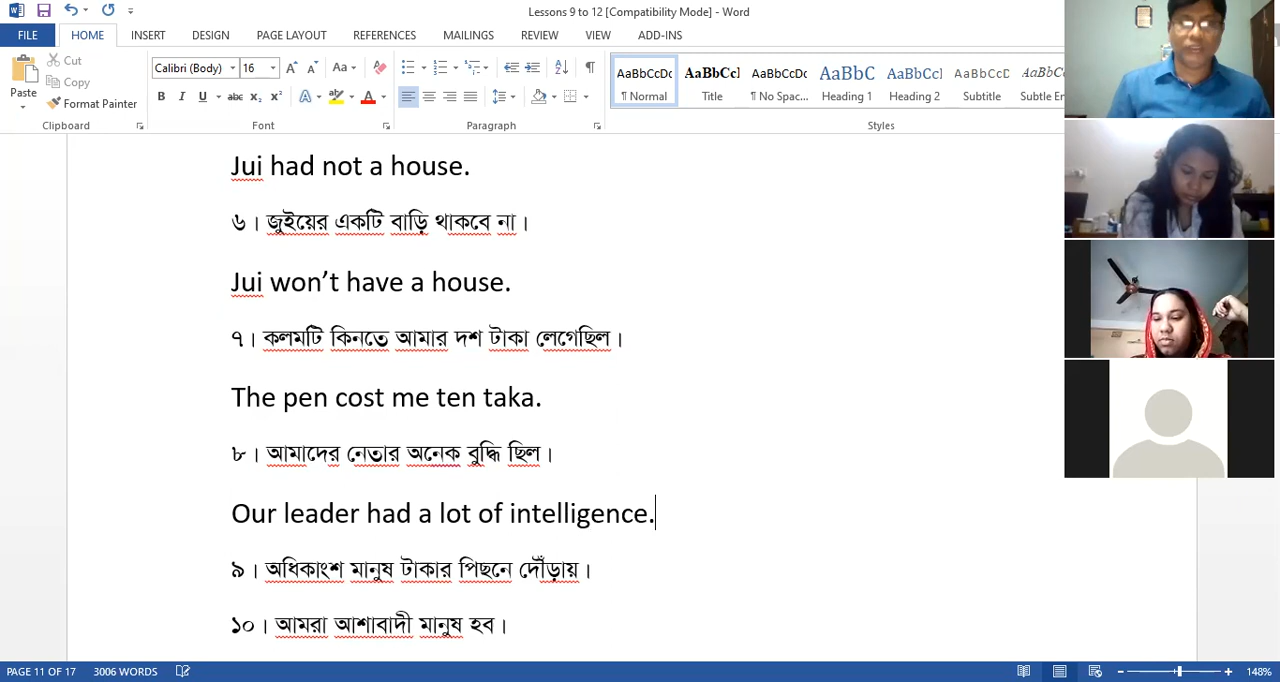 Lessons 9 to 12 [Compatibility Mode] - Word
FILE HOME INSERT DESIGN PAGE LAYOUT REFERENCES MAILINGS REVIEW VIEW ADD-INS
Paste
Cut
Copy
Format Painter
Calibri (Body) 16
AaBbCcDc AaBbCcl AaBbCcDc AaBbC AaBbCcl AaBbCcD AaBbCcDc
¶ Normal Title ¶ No Spac... Heading 1 Heading 2 Subtitle Subtle En
Clipboard Font Paragraph Styles
Jui had not a house.
৬। জুইয়ের একটি বাড়ি থাকবে না।
Jui won’t have a house.
৭। কলমটি কিনতে আমার দশ টাকা লেগেছিল।
The pen cost me ten taka.
৮। আমাদের নেতার অনেক বুদ্ধি ছিল।
Our leader had a lot of intelligence.
৯। অধিকাংশ মানুষ টাকার পিছনে দৌঁড়ায়।
১০। আমরা আশাবাদী মানুষ হব।
PAGE 11 OF 17 3006 WORDS 148%